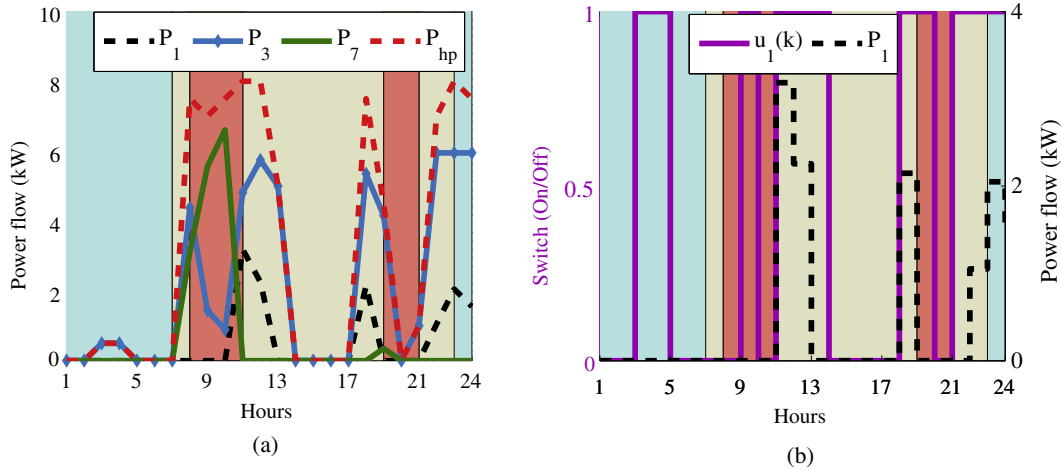 P1 P3 P7 Php
Power flow (kW)
10
8
6
4
2
0
1 5 9 13 17 21 24
Hours
(a)
u1(k) P1
Switch (On/Off)
1
0.5
0
Power flow (kW)
4
2
0
1 5 9 13 17 21 24
Hours
(b)